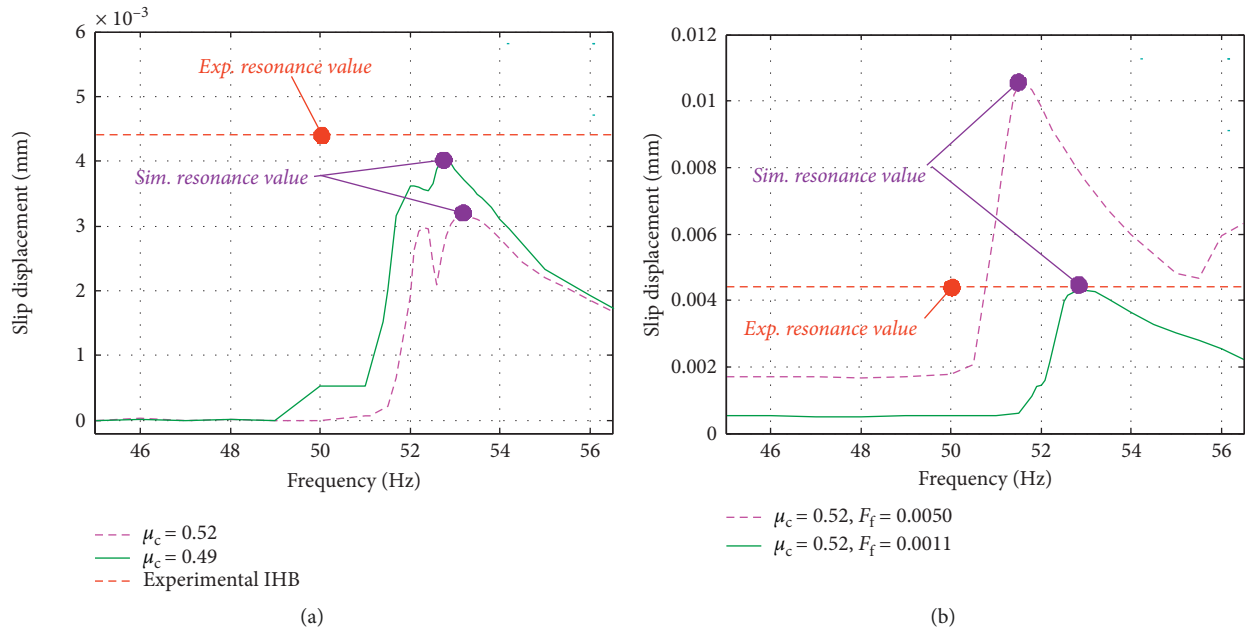 × 10⁻³
6
5
4
3
2
1
0
Slip displacement (mm)
Exp. resonance value
Sim. resonance value
46 48 50 52 54 56
Frequency (Hz)
μc = 0.52
μc = 0.49
Experimental IHB
(a)
0.012
0.01
0.008
0.006
0.004
0.002
0
Slip displacement (mm)
Sim. resonance value
Exp. resonance value
46 48 50 52 54 56
Frequency (Hz)
μc = 0.52, Ff = 0.0050
μc = 0.52, Ff = 0.0011
(b)